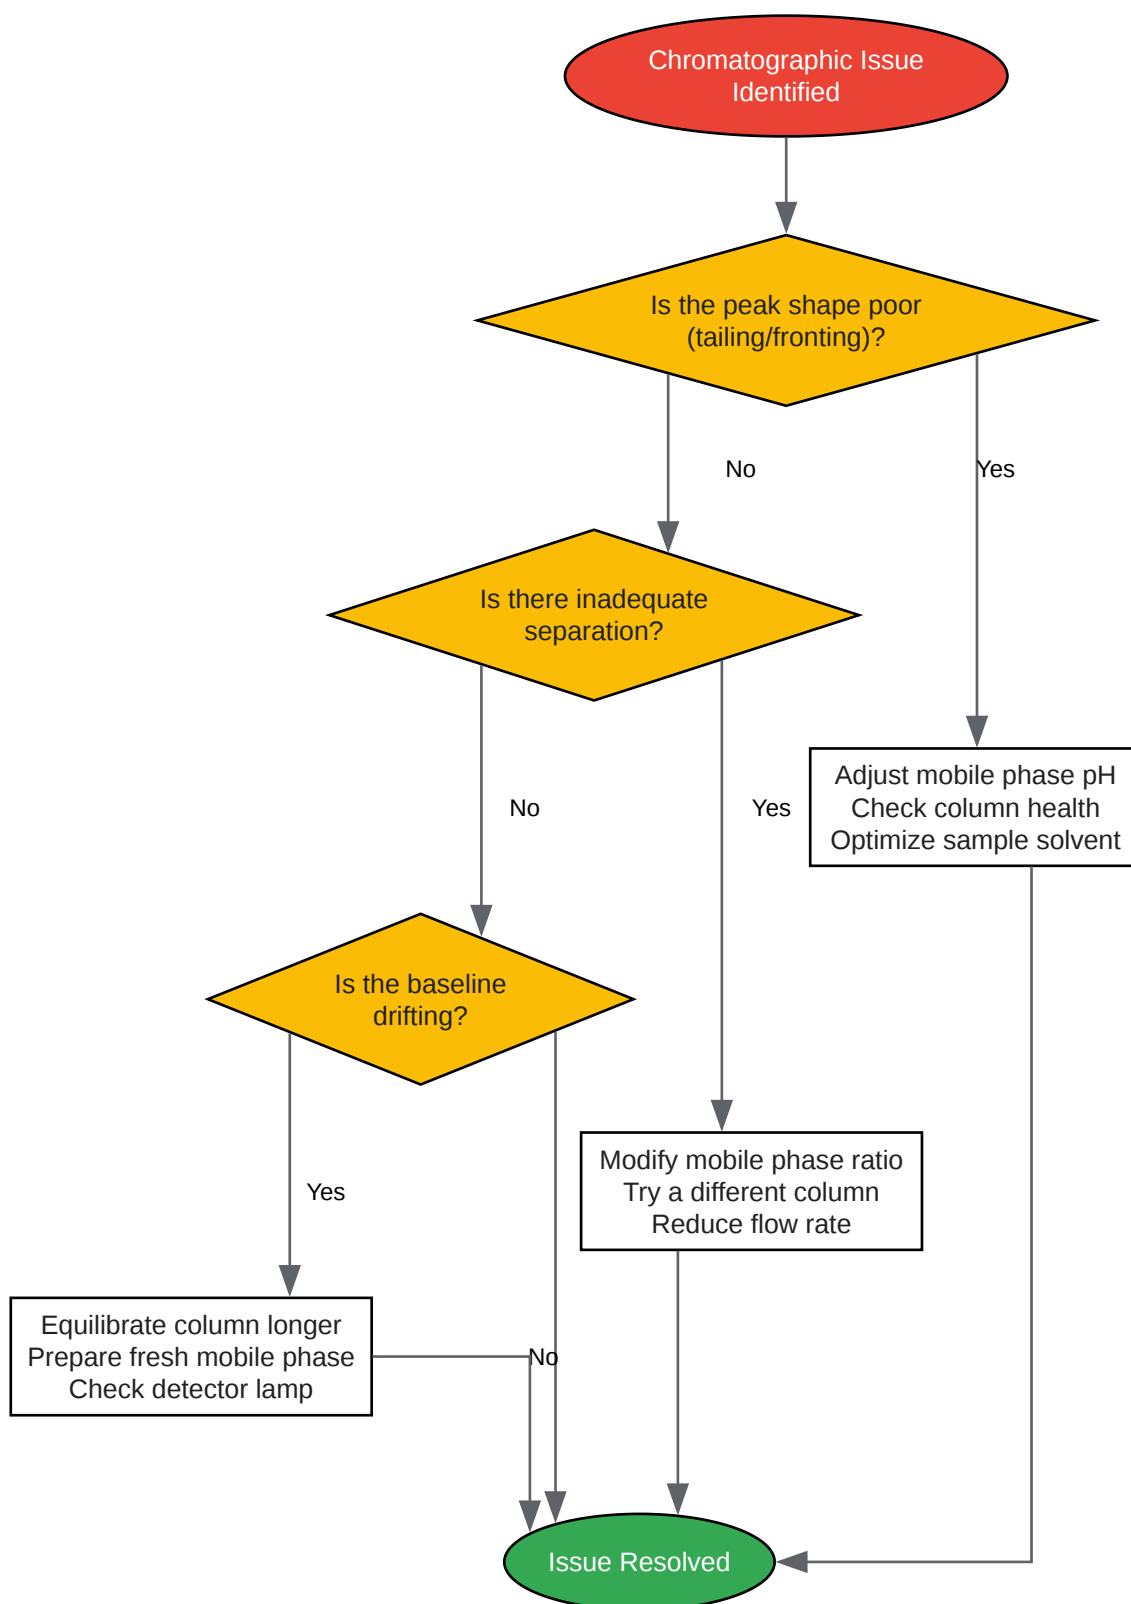 Chromatographic Issue
Identified
Is the peak shape poor
(tailing/fronting)?
No
Yes
Is there inadequate
separation?
Adjust mobile phase pH
Check column health
Optimize sample solvent
No
Yes
Is the baseline
drifting?
Modify mobile phase ratio
Try a different column
Reduce flow rate
Yes
Equilibrate column longer
Prepare fresh mobile phase
Check detector lamp
No
Issue Resolved